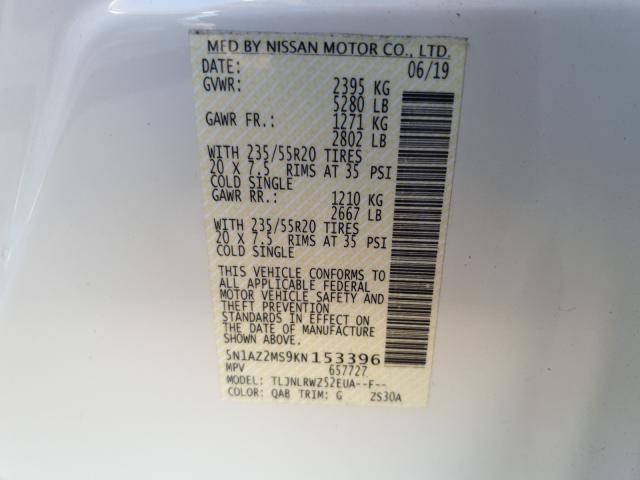 MFD BY NISSAN MOTOR CO., LTD.
DATE: 06/19
GVWR: 2395 KG
5280 LB
GAWR FR.: 1271 KG
2802 LB
WITH 235/55R20 TIRES
20 X 7.5 RIMS AT 35 PSI
COLD SINGLE
GAWR RR.: 1210 KG
2667 LB
WITH 235/55R20 TIRES
20 X 7.5 RIMS AT 35 PSI
COLD SINGLE
THIS VEHICLE CONFORMS TO
ALL APPLICABLE FEDERAL
MOTOR VEHICLE SAFETY AND
THEFT PREVENTION
STANDARDS IN EFFECT ON
THE DATE OF MANUFACTURE
SHOWN ABOVE.
5N1AZ2MS9KN153396
MPV 657727
MODEL: TLJNLRWZ52EUA--F--
COLOR: QAB TRIM: G ZS30A